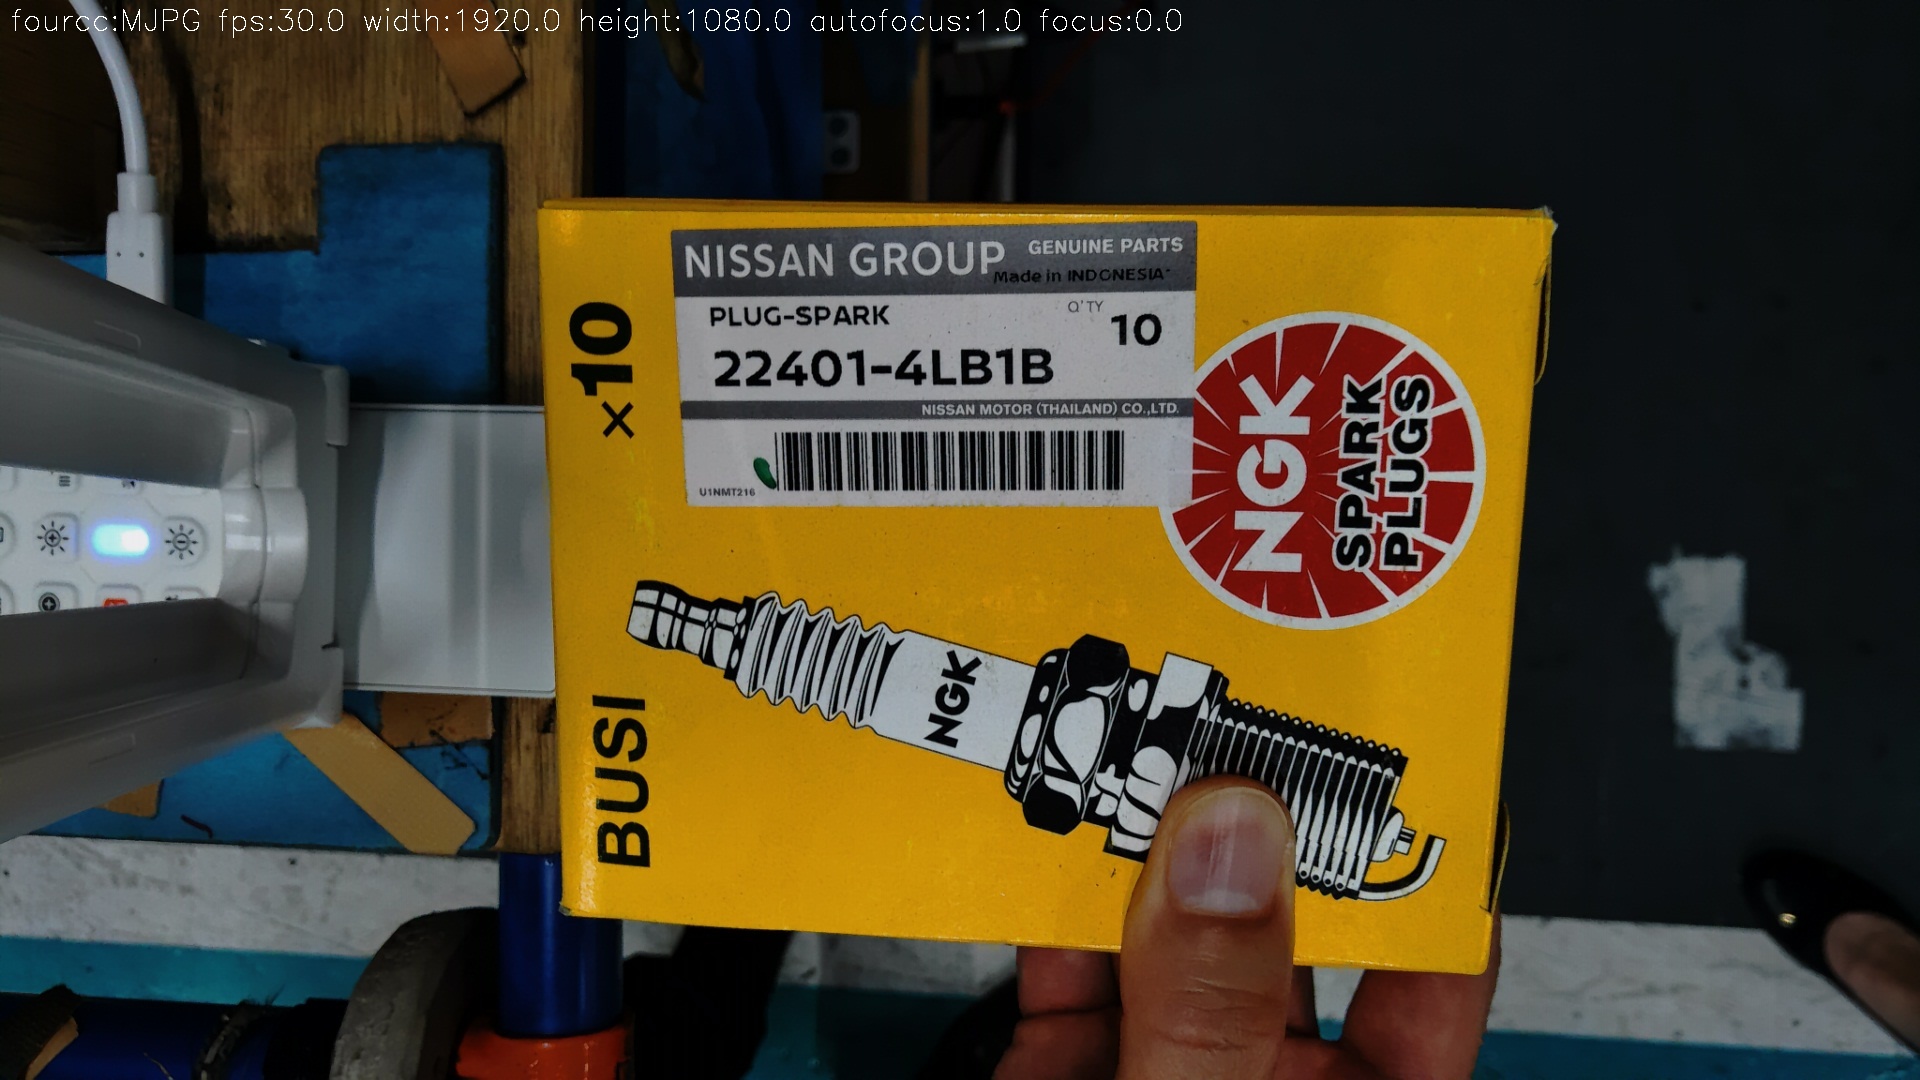 fourcc:MJPG fps:30.0 width:1920.0 height:1080.0 autofocus:1.0 focus:0.0
NISSAN GROUP
GENUINE PARTS
Made in INDONESIA
PLUG-SPARK
Q'TY
10
22401-4LB1B
NISSAN MOTOR (THAILAND) CO.,LTD.
U1NMT216
×10
BUSI
NGK
SPARK
PLUGS
NGK